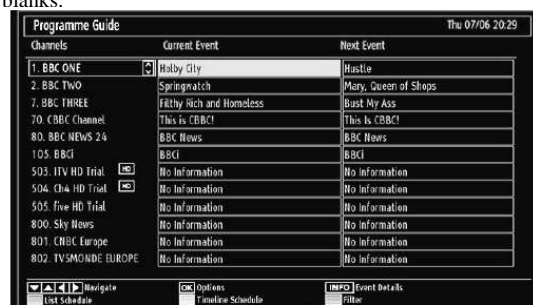 blanks.
Programme Guide Thu 07/06 20:29
Channels Current Event Next Event
1. BBC ONE Holby City Hustle
2. BBC TWO Springwatch Mary, Queen of Shops
7. BBC THREE Filthy Rich and Homeless Bust My Ass
70. CBBC Channel This is CBBC! This Is CBBC!
80. BBC NEWS 24 BBC News BBC News
105. BBCi BBCi BBCi
503. ITV HD Trial HD No Information No Information
504. Ch4 HD Trial HD No Information No Information
505. five HD Trial No Information No Information
800. Sky News No Information No Information
801. CNBC Europe No Information No Information
802. TV5MONDE EUROPE No Information No Information
Navigate OK Options INFO Event Details
List Schedule Timeline Schedule Filter